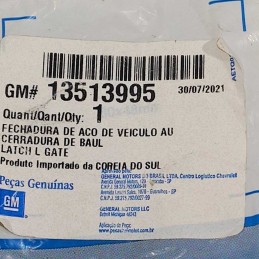 GM# 13513995
30/07/2021
Quant/Qant/Qty: 1
FECHADURA DE ACO DE VEICULO AU
CERRADURA DE BAUL
LATCH L GATE
Produto Importado da COREIA DO SUL
Peças Genuínas
GM
GENERAL MOTORS DO BRASIL LTDA. Centro Logístico Chevrolet
GENERAL MOTORS LLC
Detroit Michigan